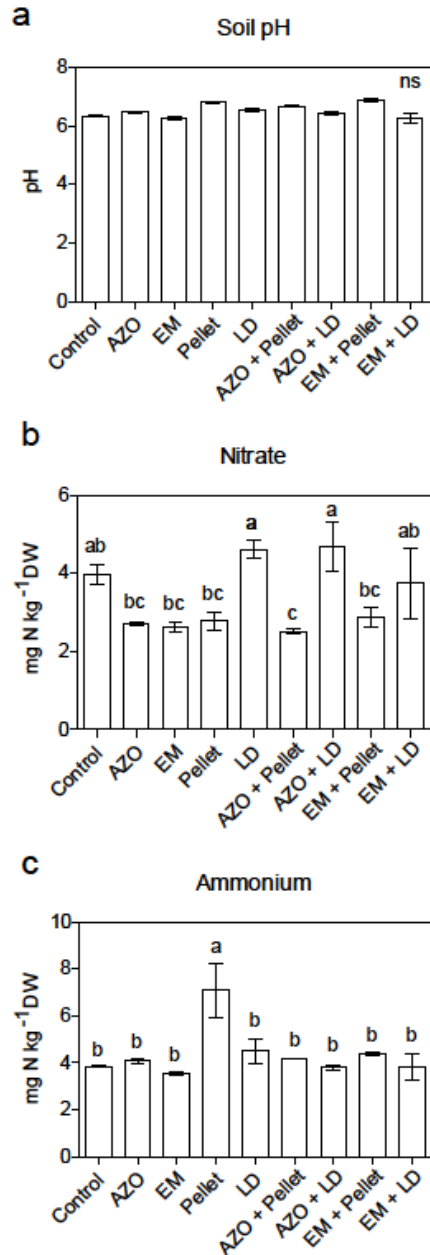 a
Soil pH
ns
8
6
4
2
0
pH
Control
AZO
EM
Pellet
LD
AZO + Pellet
AZO + LD
EM + Pellet
EM + LD
b
Nitrate
6
4
2
0
mg N kg⁻¹DW
ab
bc
bc
bc
a
c
a
bc
ab
Control
AZO
EM
Pellet
LD
AZO + Pellet
AZO + LD
EM + Pellet
EM + LD
c
Ammonium
10
8
6
4
2
0
mg N kg⁻¹DW
b
b
b
a
b
b
b
b
b
Control
AZO
EM
Pellet
LD
AZO + Pellet
AZO + LD
EM + Pellet
EM + LD